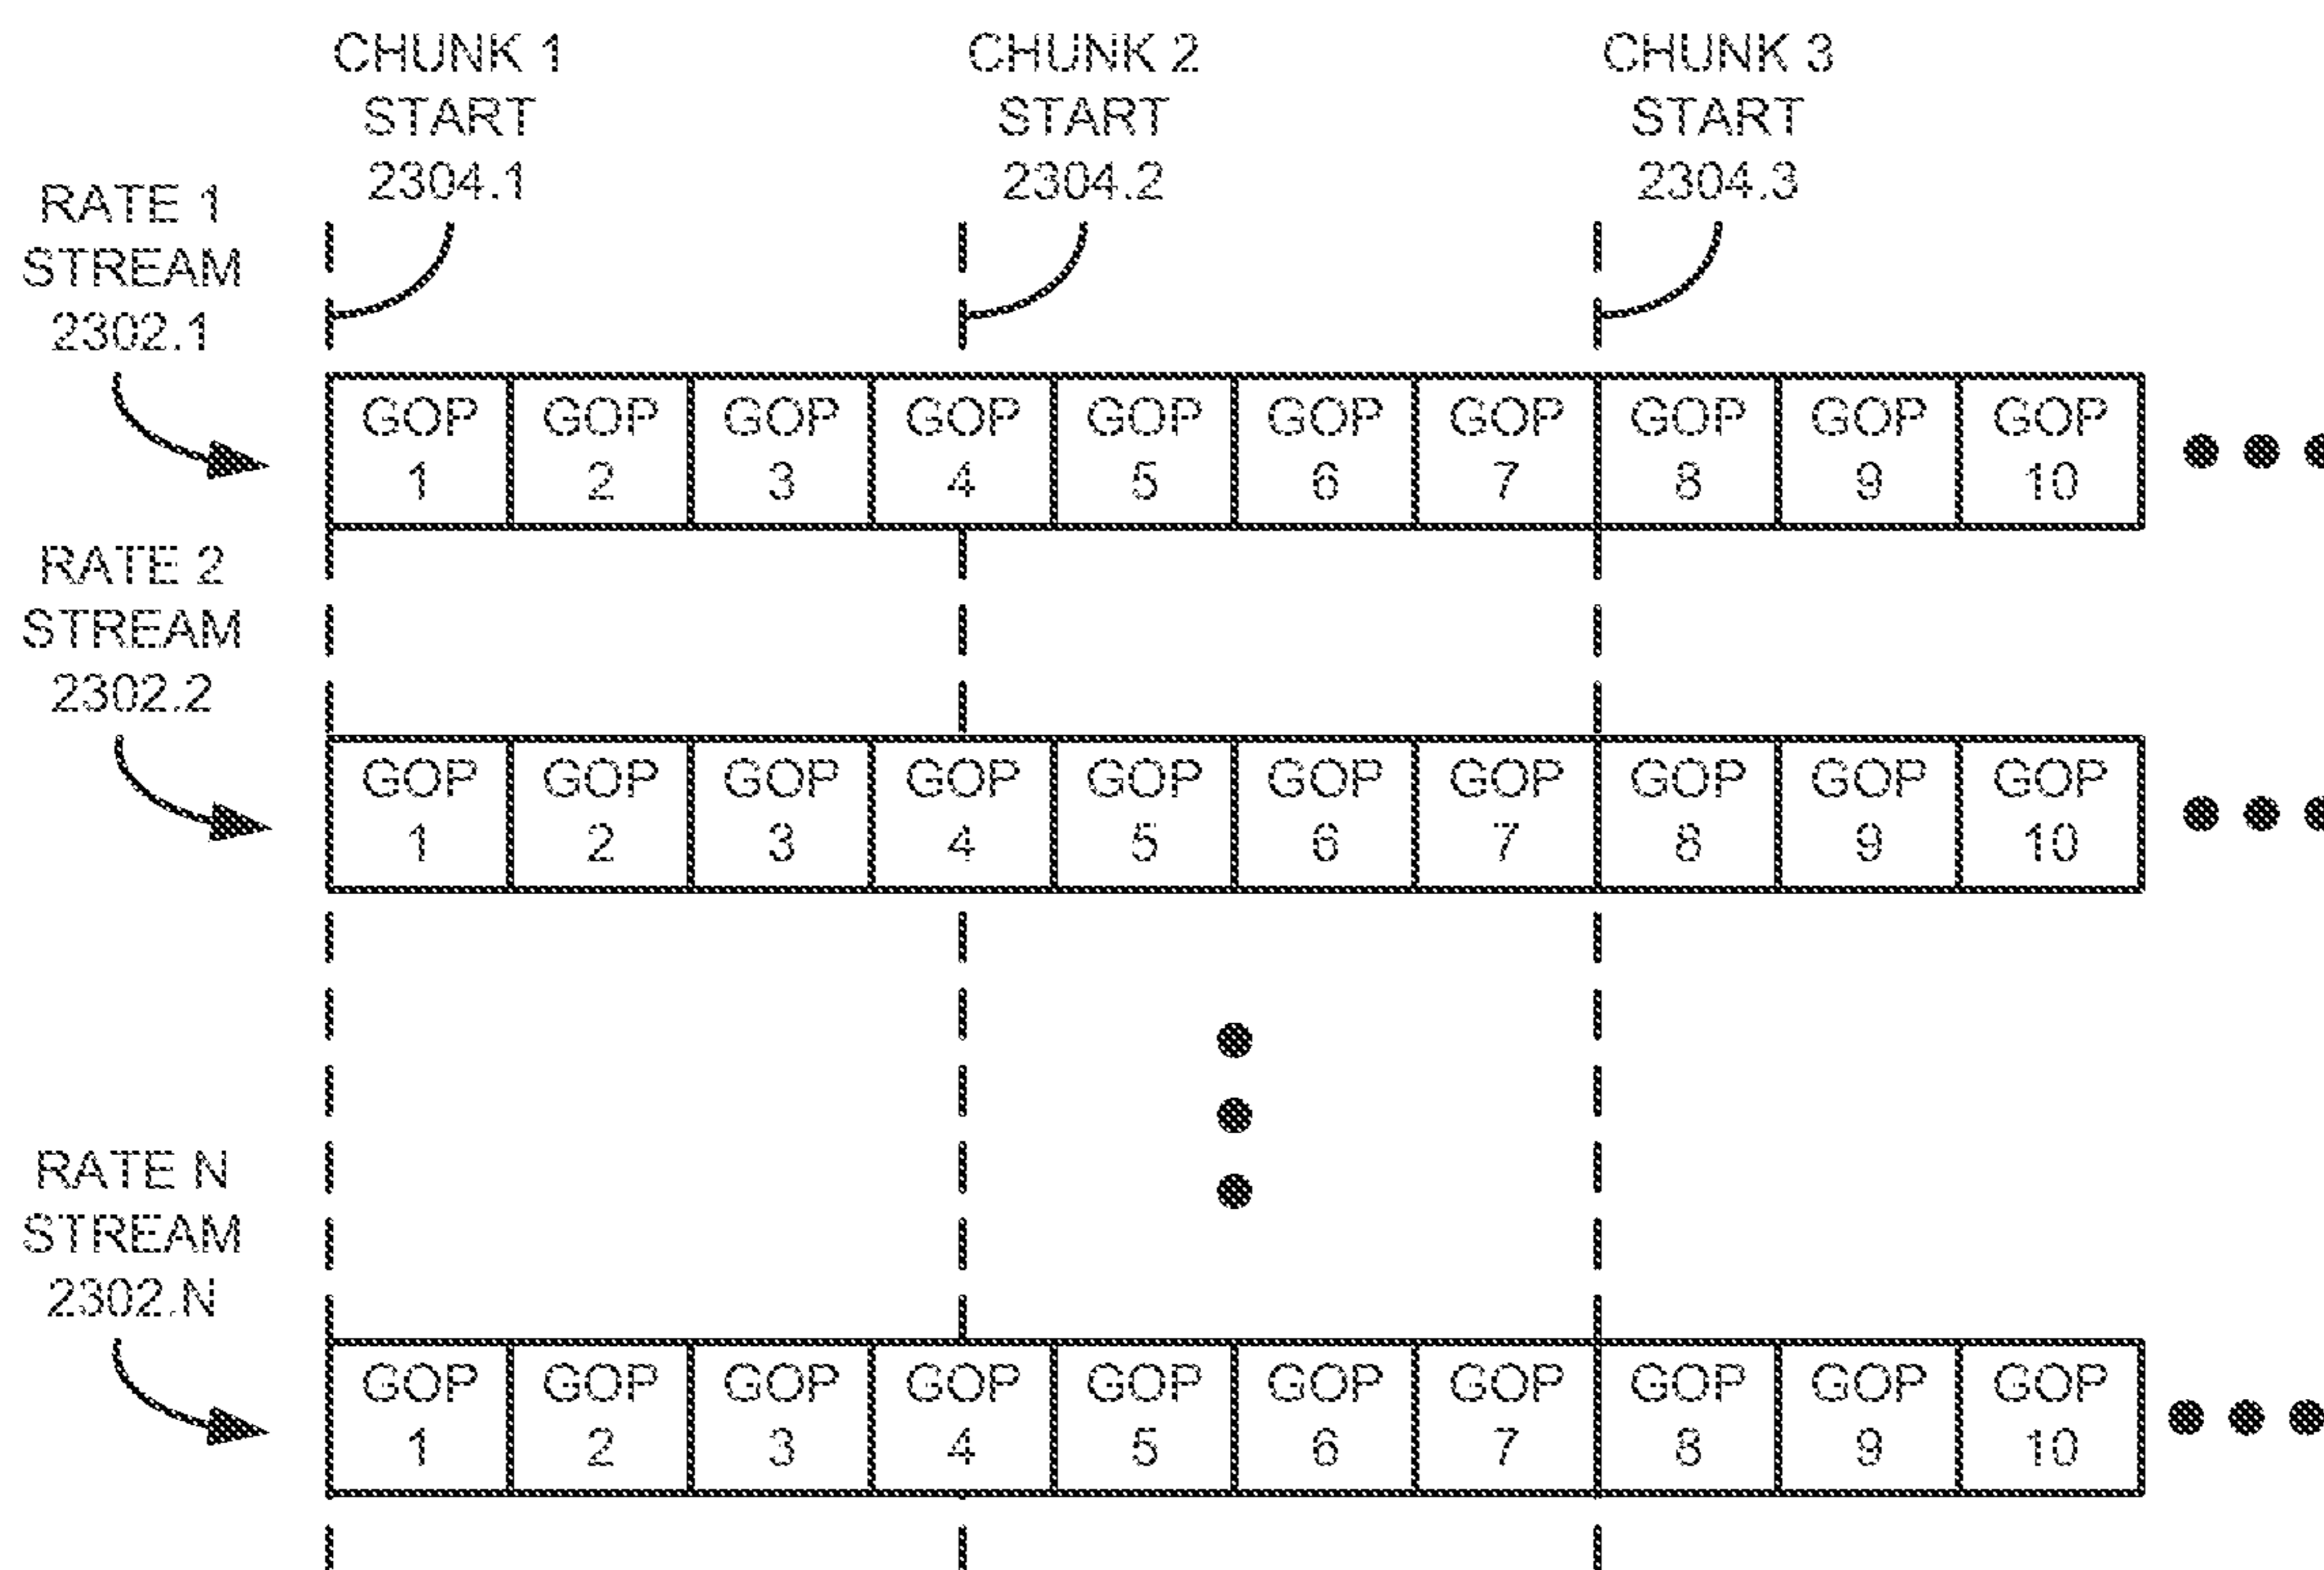 CHUNK 1
START
2304.1
CHUNK 2
START
2304.2
CHUNK 3
START
2304.3
RATE 1
STREAM
2302.1
GOP GOP GOP GOP GOP GOP GOP GOP GOP GOP
1 2 3 4 5 6 7 8 9 10
RATE 2
STREAM
2302.2
GOP GOP GOP GOP GOP GOP GOP GOP GOP GOP
1 2 3 4 5 6 7 8 9 10
RATE N
STREAM
2302.N
GOP GOP GOP GOP GOP GOP GOP GOP GOP GOP
1 2 3 4 5 6 7 8 9 10